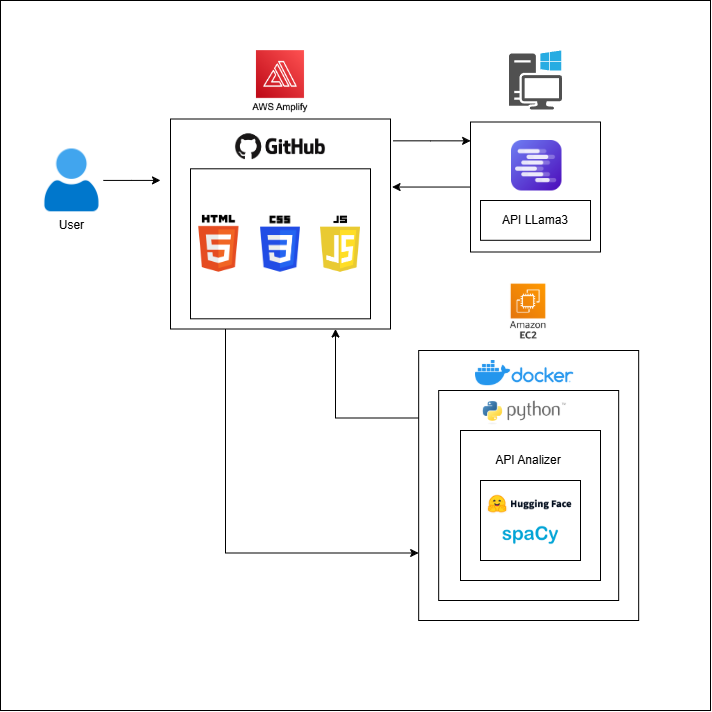 AWS Amplify
GitHub
HTML
CSS
JS
5
3
JS
User
API LLama3
Amazon
EC2
docker
python™
API Analizer
Hugging Face
spaCy